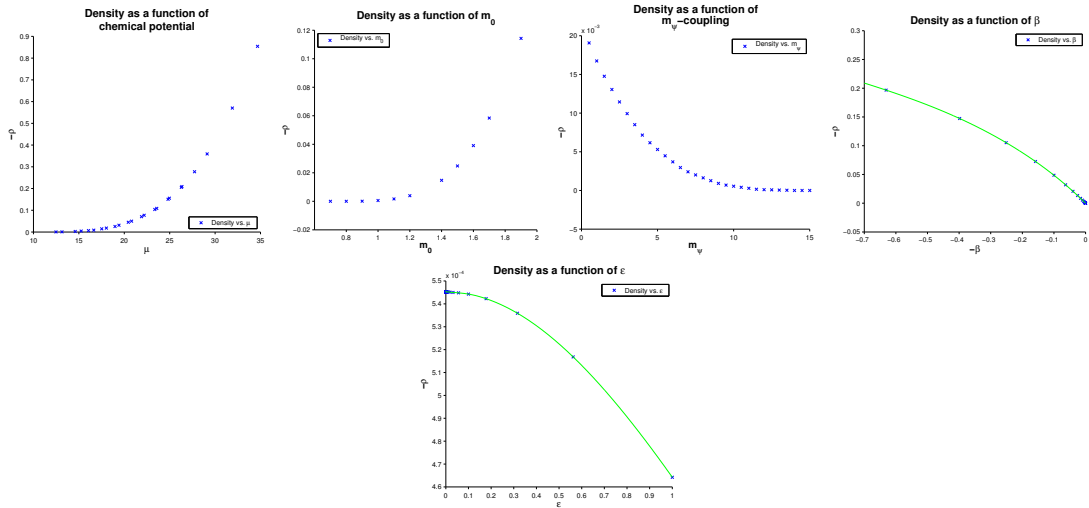 Density as a function of
chemical potential
0.9
0.8
0.7
0.6
0.5
0.4
0.3
0.2
0.1
0
−ρ
Density vs. μ
10 15 20 25 30 35
μ
Density as a function of m0
0.12
0.1
0.08
0.06
0.04
0.02
0
−0.02
−ρ
Density vs. m0
0.8 1 1.2 1.4 1.6 1.8 2
m0
Density as a function of
mψ−coupling
x 10−3
20
15
10
5
0
−5
−ρ
Density vs. mψ
0 5 10 15
mψ
Density as a function of β
0.3
0.25
0.2
0.15
0.1
0.05
0
−0.05
−ρ
Density vs. β
−0.7 −0.6 −0.5 −0.4 −0.3 −0.2 −0.1 0
−β
Density as a function of ε
x 10−4
5.5
5.4
5.3
5.2
5.1
5
4.9
4.8
4.7
4.6
−ρ
Density vs. ε
0 0.1 0.2 0.3 0.4 0.5 0.6 0.7 0.8 0.9 1
ε